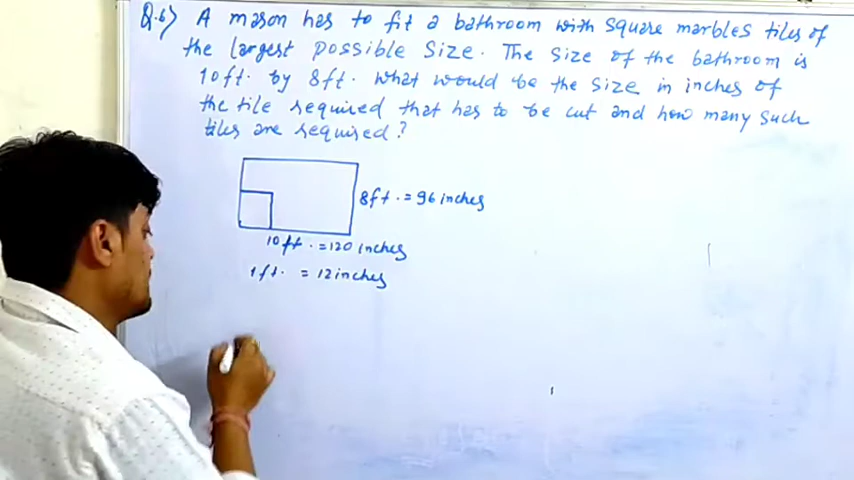 Q.6> A mason has to fit a bathroom with square marbles tiles of
the largest possible size. The size of the bathroom is
10ft. by 8ft. what would be the size in inches of
the tile required that has to be cut and how many such
tiles are required?
8ft. = 96 inches
10ft. = 120 inches
1ft. = 12 inches